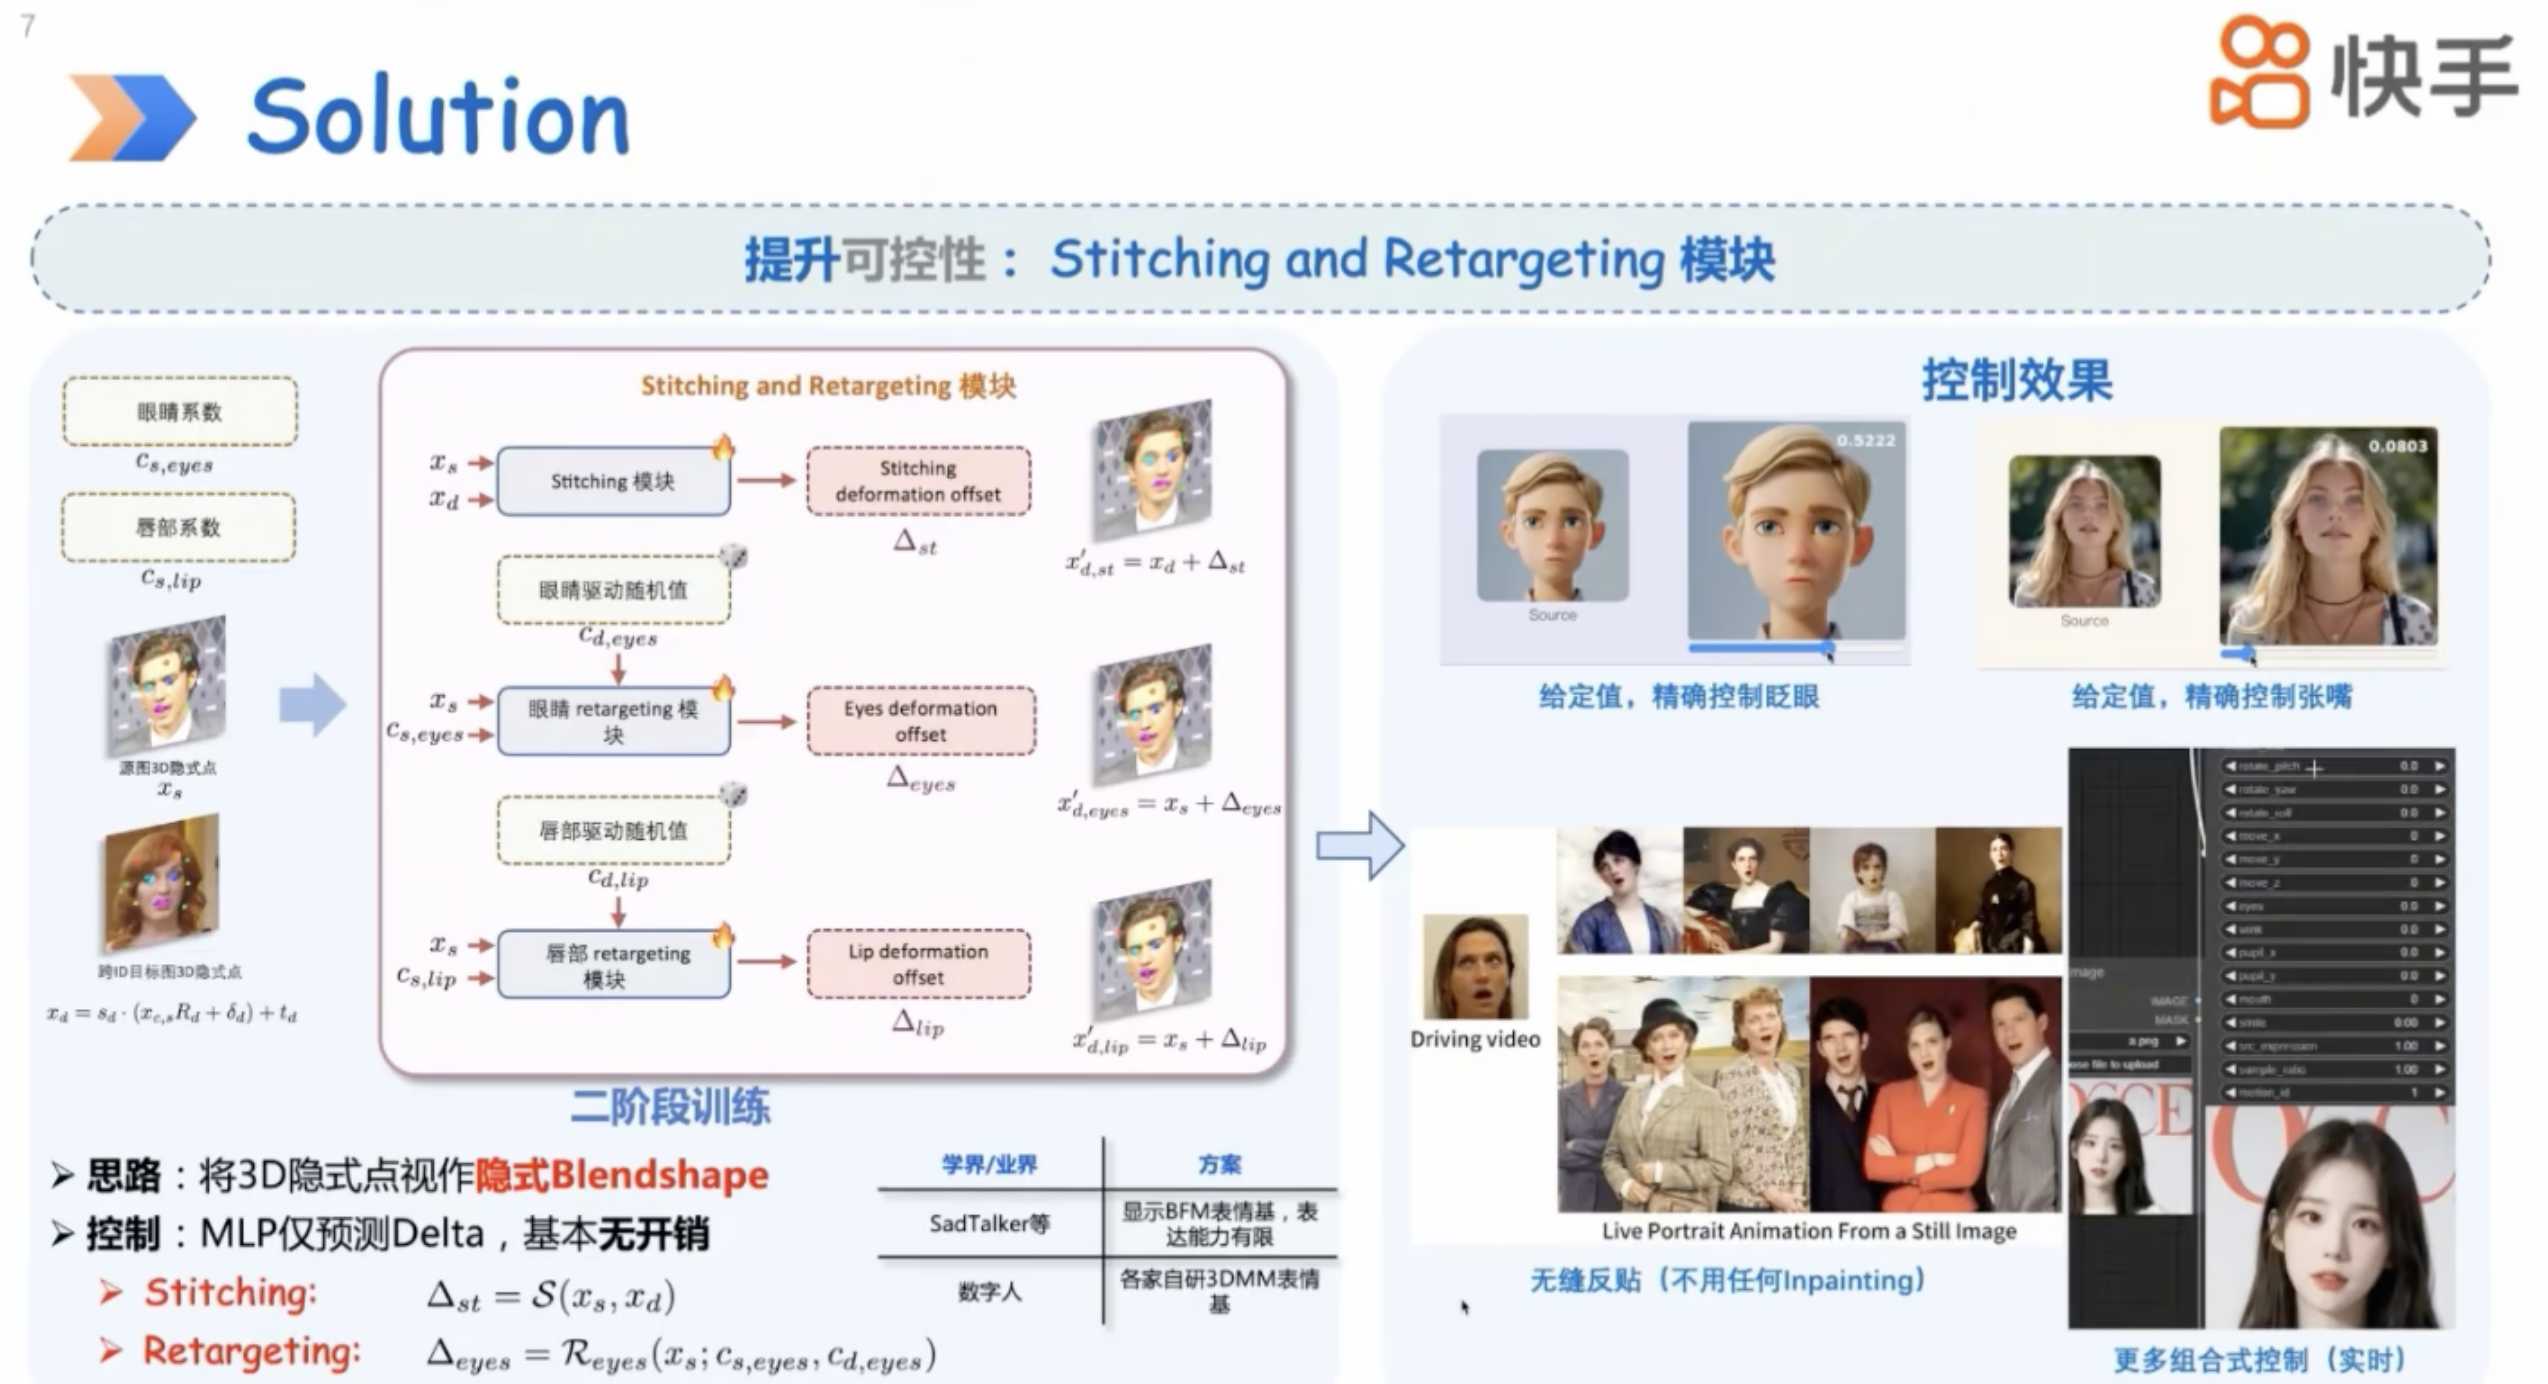 7
Solution
快手
提升可控性： Stitching and Retargeting 模块
眼睛系数
c_{s,eyes}
唇部系数
c_{s,lip}
源图3D隐式点
x_s
跨ID目标图3D隐式点
x_d = s_d · (x_{c,s}R_d + δ_d) + t_d
Stitching and Retargeting 模块
x_s
x_d
Stitching 模块
Stitching
deformation offset
Δ_{st}
x'_{d,st} = x_d + Δ_{st}
眼睛驱动随机值
c_{d,eyes}
x_s
c_{s,eyes}
眼睛 retargeting 模
块
Eyes deformation
offset
Δ_{eyes}
x'_{d,eyes} = x_s + Δ_{eyes}
唇部驱动随机值
c_{d,lip}
x_s
c_{s,lip}
唇部 retargeting
模块
Lip deformation
offset
Δ_{lip}
x'_{d,lip} = x_s + Δ_{lip}
二阶段训练
➢ 思路：将3D隐式点视作隐式Blendshape
➢ 控制：MLP仅预测Delta，基本无开销
➢ Stitching: Δ_{st} = S(x_s, x_d)
➢ Retargeting: Δ_{eyes} = R_{eyes}(x_s; c_{s,eyes}, c_{d,eyes})
学界/业界 方案
SadTalker等 显示BFM表情基，表
达能力有限
数字人 各家自研3DMM表情
基
控制效果
0.5222
Source
给定值，精确控制眨眼
0.0803
Source
给定值，精确控制张嘴
Driving video
Live Portrait Animation From a Still Image
无缝反贴（不用任何Inpainting）
rotate_pitch 0.0
rotate_yaw 0.0
rotate_roll 0.0
move_x 0
move_y 0
move_z 0
eyes 0.0
wink 0.0
pupil_x 0.0
pupil_y 0.0
mouth 0
smile 0.00
src_expression 1.00
sample_ratio 1.00
motion_id 1
mage
IMAGE
MASK
a.png
ose file to upload
更多组合式控制（实时）